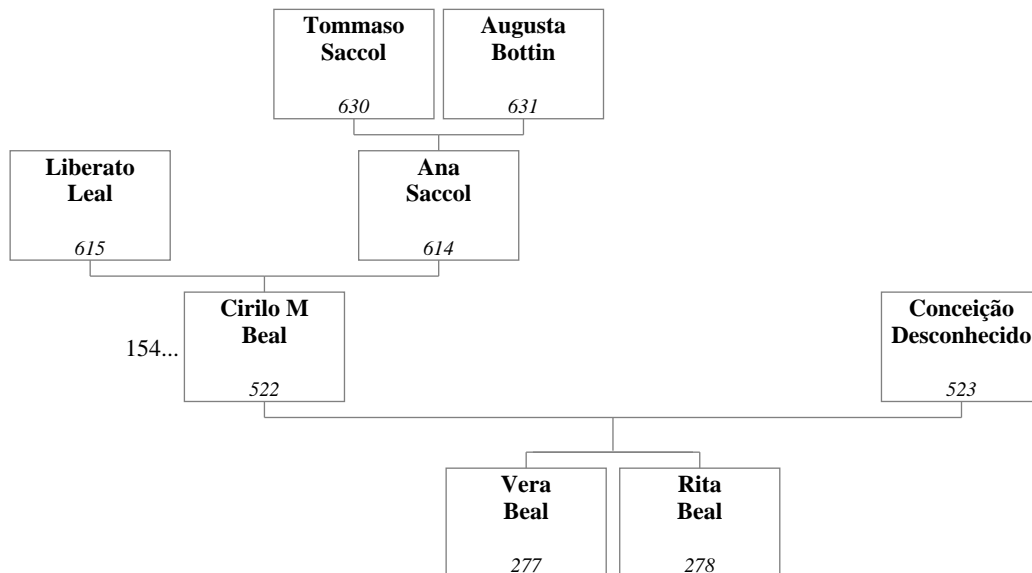 Tommaso
Saccol
630
Augusta
Bottin
631
Liberato
Leal
615
Ana
Saccol
614
154...
Cirilo M
Beal
522
Conceição
Desconhecido
523
Vera
Beal
277
Rita
Beal
278